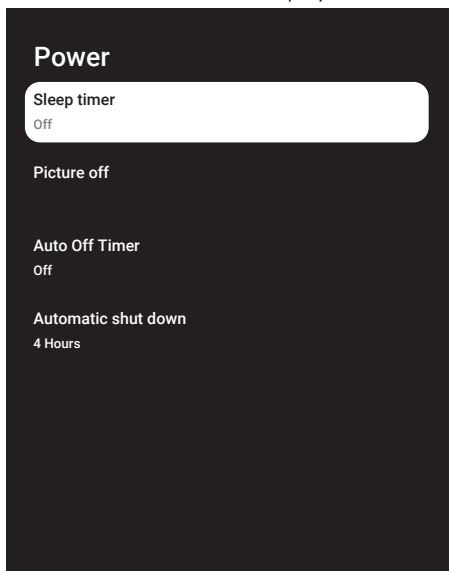 Power
Sleep timer
Off
Picture off
Auto Off Timer
Off
Automatic shut down
4 Hours